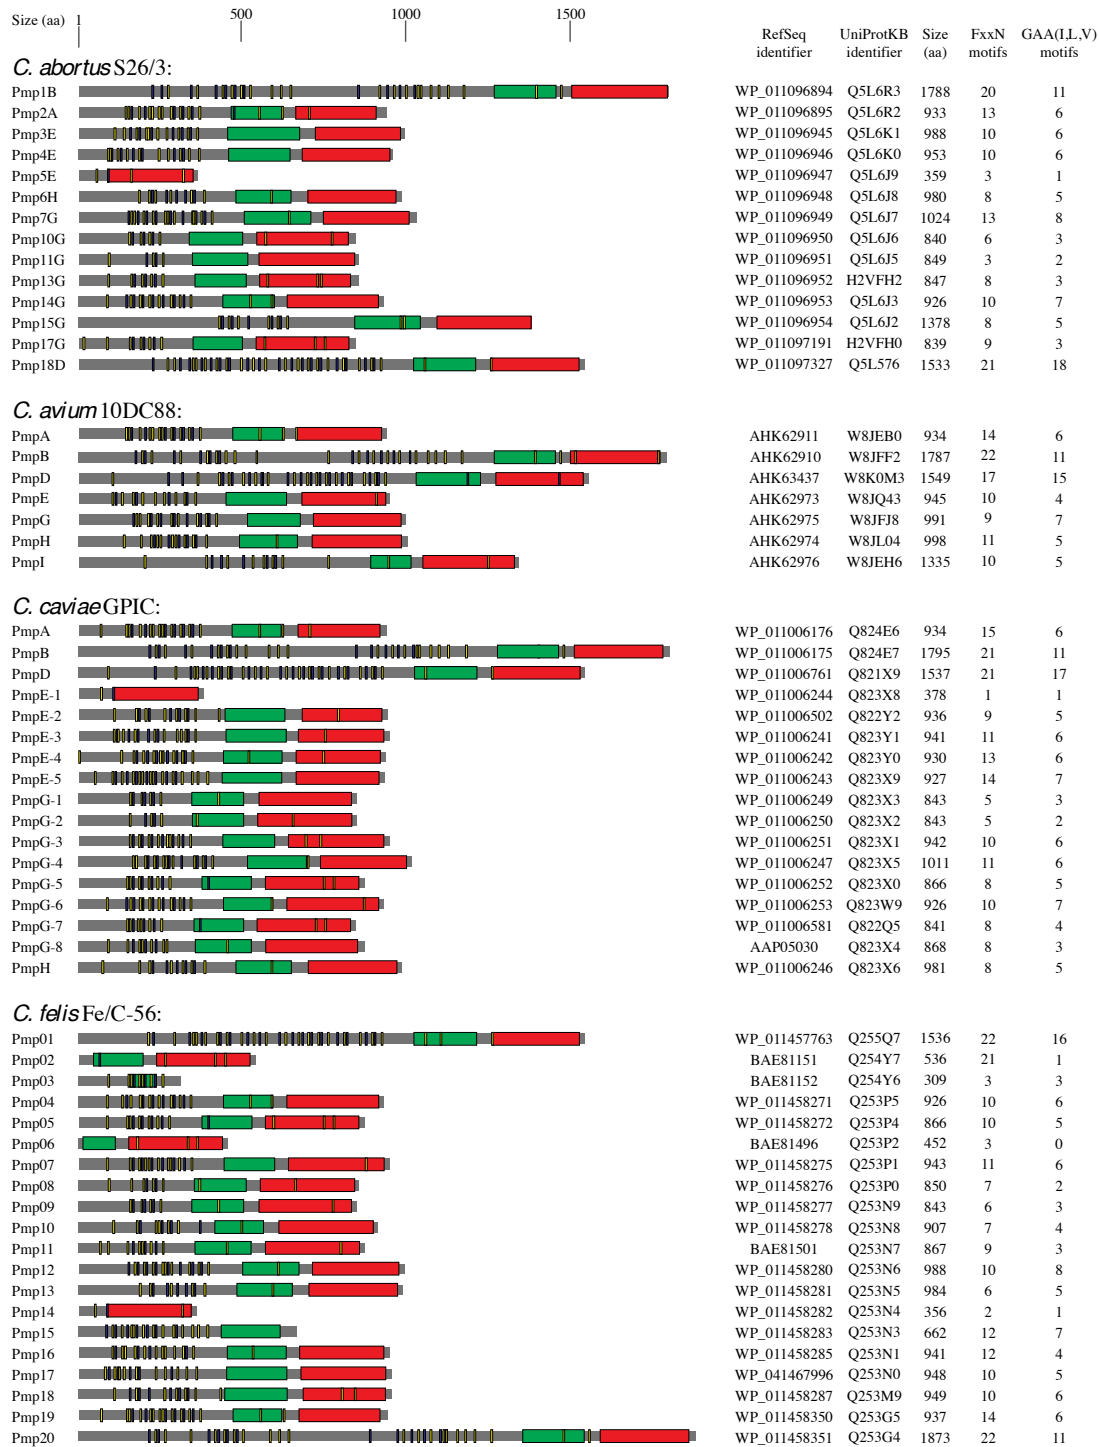 Size (aa) 1 500 1000 1500
RefSeq identifier UniProtKB identifier Size (aa) FxxN motifs GAA(I,L,V) motifs
C. abortus S26/3:
Pmp1B WP_011096894 Q5L6R3 1788 20 11
Pmp2A WP_011096895 Q5L6R2 933 13 6
Pmp3E WP_011096945 Q5L6K1 988 10 6
Pmp4E WP_011096946 Q5L6K0 953 10 6
Pmp5E WP_011096947 Q5L6J9 359 3 1
Pmp6H WP_011096948 Q5L6J8 980 8 5
Pmp7G WP_011096949 Q5L6J7 1024 13 8
Pmp10G WP_011096950 Q5L6J6 840 6 3
Pmp11G WP_011096951 Q5L6J5 849 3 2
Pmp13G WP_011096952 H2VFH2 847 8 3
Pmp14G WP_011096953 Q5L6J3 926 10 7
Pmp15G WP_011096954 Q5L6J2 1378 8 5
Pmp17G WP_011097191 H2VFH0 839 9 3
Pmp18D WP_011097327 Q5L576 1533 21 18
C. avium 10DC88:
PmpA AHK62911 W8JEB0 934 14 6
PmpB AHK62910 W8JFF2 1787 22 11
PmpD AHK63437 W8K0M3 1549 17 15
PmpE AHK62973 W8JQ43 945 10 4
PmpG AHK62975 W8JFJ8 991 9 7
PmpH AHK62974 W8JL04 998 11 5
PmpI AHK62976 W8JEH6 1335 10 5
C. caviae GPIC:
PmpA WP_011006176 Q824E6 934 15 6
PmpB WP_011006175 Q824E7 1795 21 11
PmpD WP_011006761 Q821X9 1537 21 17
PmpE-1 WP_011006244 Q823X8 378 1 1
PmpE-2 WP_011006502 Q822Y2 936 9 5
PmpE-3 WP_011006241 Q823Y1 941 11 6
PmpE-4 WP_011006242 Q823Y0 930 13 6
PmpE-5 WP_011006243 Q823X9 927 14 7
PmpG-1 WP_011006249 Q823X3 843 5 3
PmpG-2 WP_011006250 Q823X2 843 5 2
PmpG-3 WP_011006251 Q823X1 942 10 6
PmpG-4 WP_011006247 Q823X5 1011 11 6
PmpG-5 WP_011006252 Q823X0 866 8 5
PmpG-6 WP_011006253 Q823W9 926 10 7
PmpG-7 WP_011006581 Q822Q5 841 8 4
PmpG-8 AAP05030 Q823X4 868 8 3
PmpH WP_011006246 Q823X6 981 8 5
C. felis Fe/C-56:
Pmp01 WP_011457763 Q255Q7 1536 22 16
Pmp02 BAE81151 Q254Y7 536 21 1
Pmp03 BAE81152 Q254Y6 309 3 3
Pmp04 WP_011458271 Q253P5 926 10 6
Pmp05 WP_011458272 Q253P4 866 10 5
Pmp06 BAE81496 Q253P2 452 3 0
Pmp07 WP_011458275 Q253P1 943 11 6
Pmp08 WP_011458276 Q253P0 850 7 2
Pmp09 WP_011458277 Q253N9 843 6 3
Pmp10 WP_011458278 Q253N8 907 7 4
Pmp11 BAE81501 Q253N7 867 9 3
Pmp12 WP_011458280 Q253N6 988 10 8
Pmp13 WP_011458281 Q253N5 984 6 5
Pmp14 WP_011458282 Q253N4 356 2 1
Pmp15 WP_011458283 Q253N3 662 12 7
Pmp16 WP_011458285 Q253N1 941 12 4
Pmp17 WP_041467996 Q253N0 948 10 5
Pmp18 WP_011458287 Q253M9 949 10 6
Pmp19 WP_011458350 Q253G5 937 14 6
Pmp20 WP_011458351 Q253G4 1873 22 11